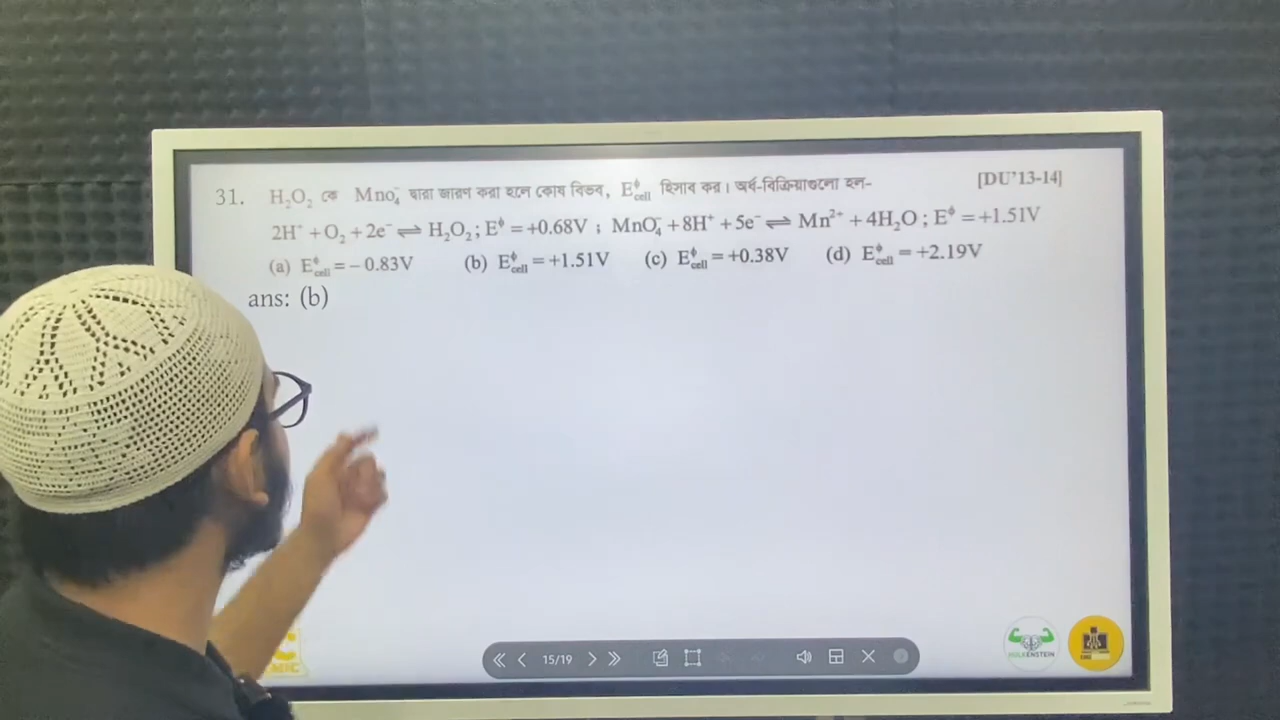 31. H₂O₂ কে Mno₄⁻ দ্বারা জারণ করা হলে কোষ বিভব, E°cell হিসাব কর। অর্ধ-বিক্রিয়াগুলো হল- [DU'13-14]
2H⁺ + O₂ + 2e⁻ ⇌ H₂O₂ ; E° = +0.68V ; MnO₄⁻ + 8H⁺ + 5e⁻ ⇌ Mn²⁺ + 4H₂O ; E° = +1.51V
(a) E°cell = − 0.83V (b) E°cell = +1.51V (c) E°cell = +0.38V (d) E°cell = +2.19V
ans: (b)
15/19
HULKENSTEIN